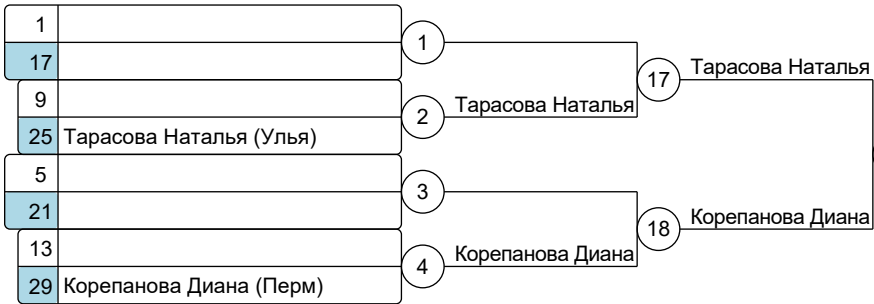 1
17
1
9
25 Тарасова Наталья (Улья)
2 Тарасова Наталья
17 Тарасова Наталья
5
21
3
13
29 Корепанова Диана (Перм)
4 Корепанова Диана
18 Корепанова Диана